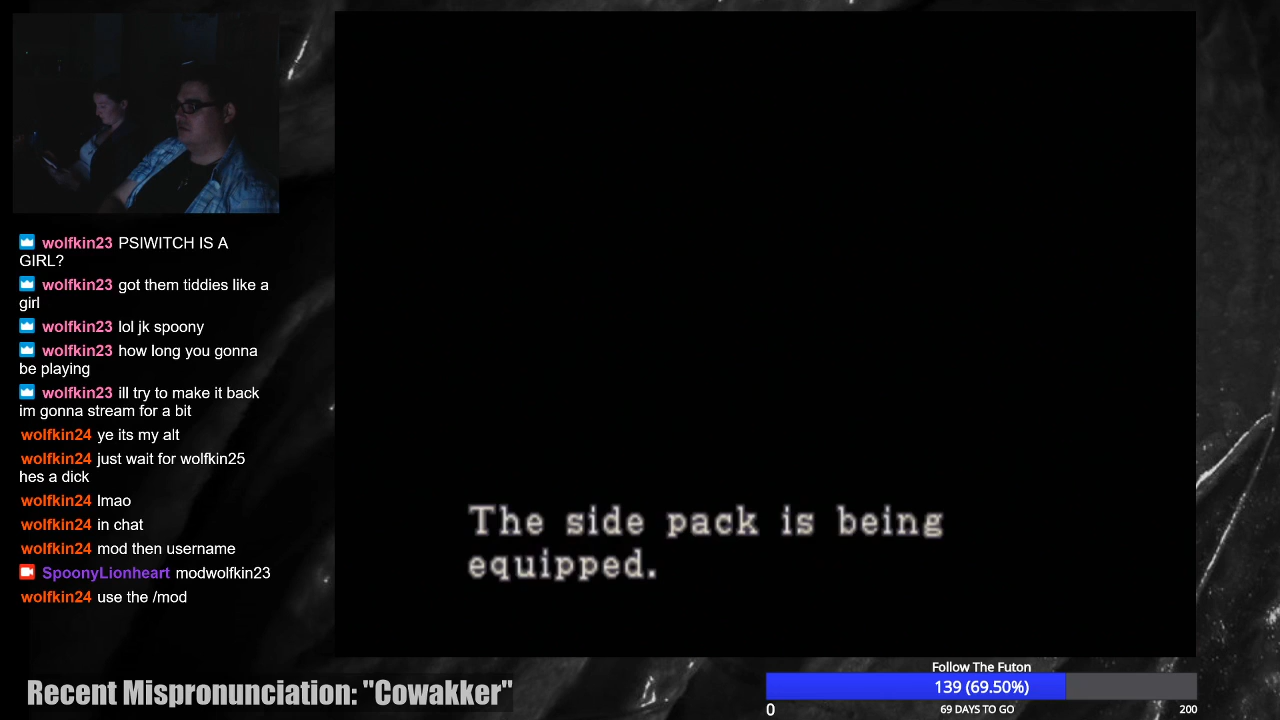 wolfkin23 PSIWITCH IS A
GIRL?
wolfkin23 got them tiddies like a
girl
wolfkin23 lol jk spoony
wolfkin23 how long you gonna
be playing
wolfkin23 ill try to make it back
im gonna stream for a bit
wolfkin24 ye its my alt
wolfkin24 just wait for wolfkin25
hes a dick
wolfkin24 lmao
wolfkin24 in chat
wolfkin24 mod then username
SpoonyLionheart modwolfkin23
wolfkin24 use the /mod
The side pack is being
equipped.
Recent Mispronunciation: "Cowakker"
Follow The Futon
139 (69.50%)
0 69 DAYS TO GO 200